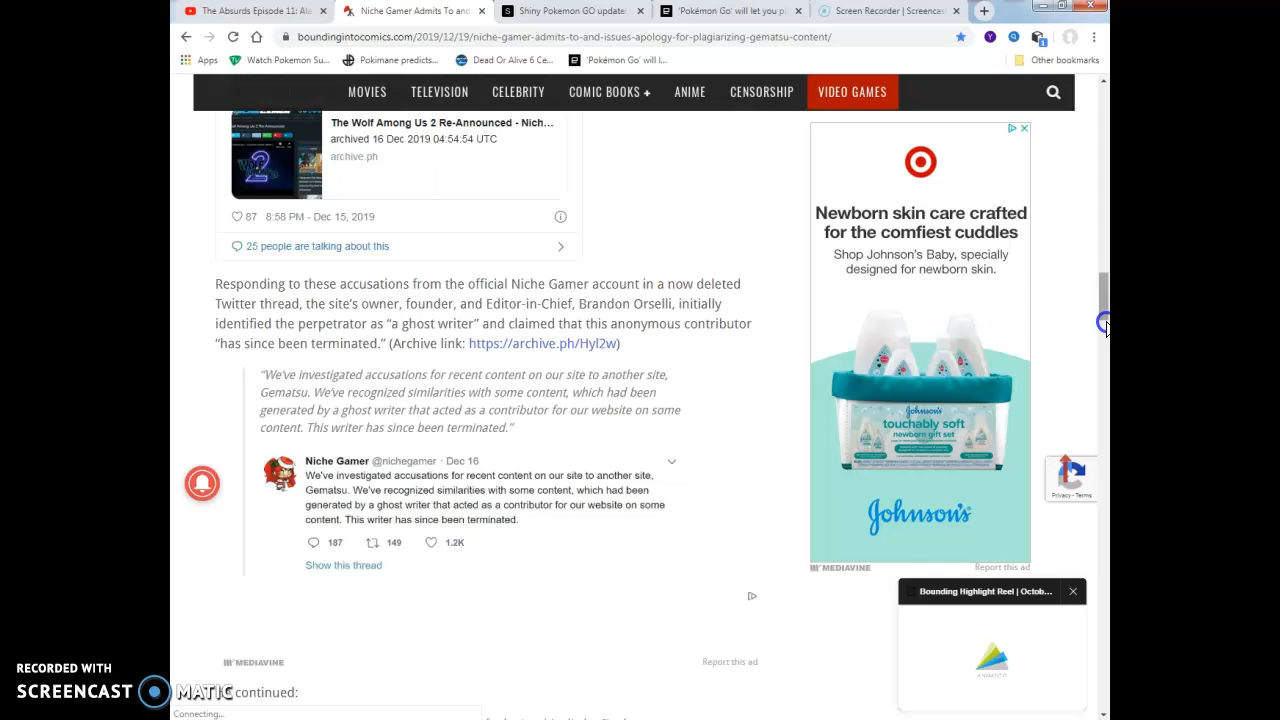 The Absurds Episode 11: Al
Niche Gamer Admits To and
Shiny Pokemon GO updates
'Pokémon Go' will let you p
Screen Recorder | Screencas
boundingintocomics.com/2019/12/19/niche-gamer-admits-to-and-issues-apology-for-plagiarizing-gematsu-content/
Apps
Watch Pokemon Su...
Pokimane predicts...
Dead Or Alive 6 Ce...
'Pokémon Go' will l...
Other bookmarks
MOVIES TELEVISION CELEBRITY COMIC BOOKS + ANIME CENSORSHIP VIDEO GAMES
The Wolf Among Us 2 Re-Announced - Nich...
archived 16 Dec 2019 04:54:54 UTC
archive.ph
87 8:58 PM - Dec 15, 2019
25 people are talking about this
Responding to these accusations from the official Niche Gamer account in a now deleted
Twitter thread, the site's owner, founder, and Editor-in-Chief, Brandon Orselli, initially
identified the perpetrator as “a ghost writer” and claimed that this anonymous contributor
“has since been terminated.” (Archive link: https://archive.ph/Hyl2w)
“We've investigated accusations for recent content on our site to another site,
Gematsu. We've recognized similarities with some content, which had been
generated by a ghost writer that acted as a contributor for our website on some
content. This writer has since been terminated.”
Niche Gamer @nichegamer · Dec 16
We've investigated accusations for recent content on our site to another site,
Gematsu. We've recognized similarities with some content, which had been
generated by a ghost writer that acted as a contributor for our website on some
content. This writer has since been terminated.
187 149 1.2K
Show this thread
MEDIAVINE
Report this ad
continued:
Connecting...
Newborn skin care crafted
for the comfiest cuddles
Shop Johnson's Baby, specially
designed for newborn skin.
Johnson's
touchably soft
newborn gift set
Johnson's
MEDIAVINE
Report this ad
Privacy - Terms
Bounding Highlight Reel | Octob...
ANIMOTO
RECORDED WITH
SCREENCAST MATIC